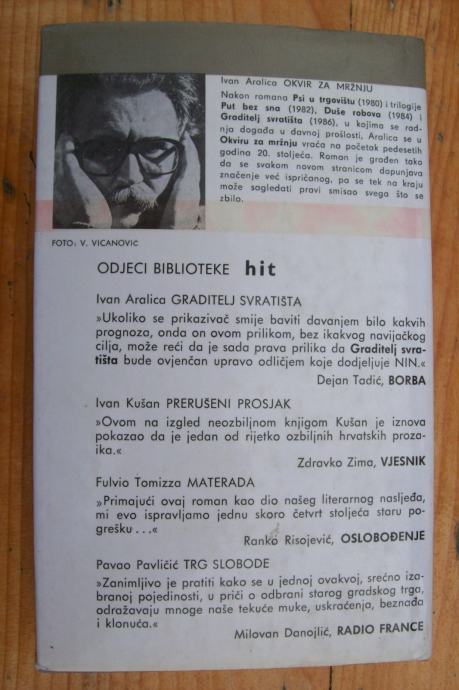 Ivan Aralica OKVIR ZA MRŽNJU
Nakon romana Psi u trgovištu (1980) i trilogije
Put bez sna (1982), Duše robova (1984) i
Graditelj svratišta (1986), u kojima se rad-
nja događa u davnoj prošlosti, Aralica se u
Okviru za mržnju vraća na početak pedesetih
godina 20. stoljeća. Roman je građen tako
da se svakom novom stranicom dopunjava
značenje već ispričanog, pa se tek na kraju
može sagledati pravi smisao svega što se
zbilo.
FOTO: V. VICANOVIĆ
ODJECI BIBLIOTEKE hit
Ivan Aralica GRADITELJ SVRATIŠTA
»Ukoliko se prikazivač smije baviti davanjem bilo kakvih
prognoza, onda on ovom prilikom, bez ikakvog navijačkog
cilja, može reći da je sada prava prilika da Graditelj svra-
tišta bude ovjenčan upravo odličjem koje dodjeljuje NIN.«
Dejan Tadić, BORBA
Ivan Kušan PRERUŠENI PROSJAK
»Ovom na izgled neozbiljnom knjigom Kušan je iznova
pokazao da je jedan od rijetko ozbiljnih hrvatskih proza-
ika.«
Zdravko Zima, VJESNIK
Fulvio Tomizza MATERADA
»Primajući ovaj roman kao dio našeg literarnog nasljeđa,
mi evo ispravljamo jednu skoro četvrt stoljeća staru po-
grešku . . .«
Ranko Risojević, OSLOBOĐENJE
Pavao Pavličić TRG SLOBODE
»Zanimljivo je pratiti kako se u jednoj ovakvoj, srećno iza-
branoj pojedinosti, u priči o odbrani starog gradskog trga,
odražavaju mnoge naše tekuće muke, uskraćenja, beznađa
i klonuća.«
Milovan Danojlić, RADIO FRANCE